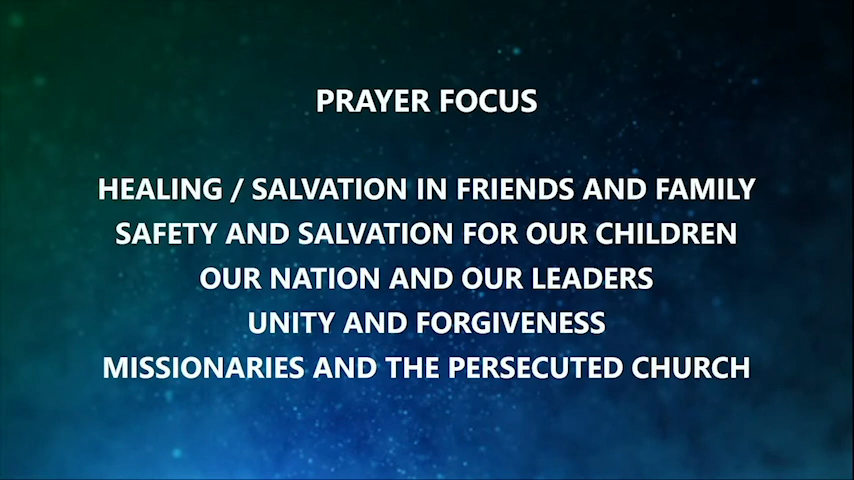 PRAYER FOCUS
HEALING / SALVATION IN FRIENDS AND FAMILY
SAFETY AND SALVATION FOR OUR CHILDREN
OUR NATION AND OUR LEADERS
UNITY AND FORGIVENESS
MISSIONARIES AND THE PERSECUTED CHURCH